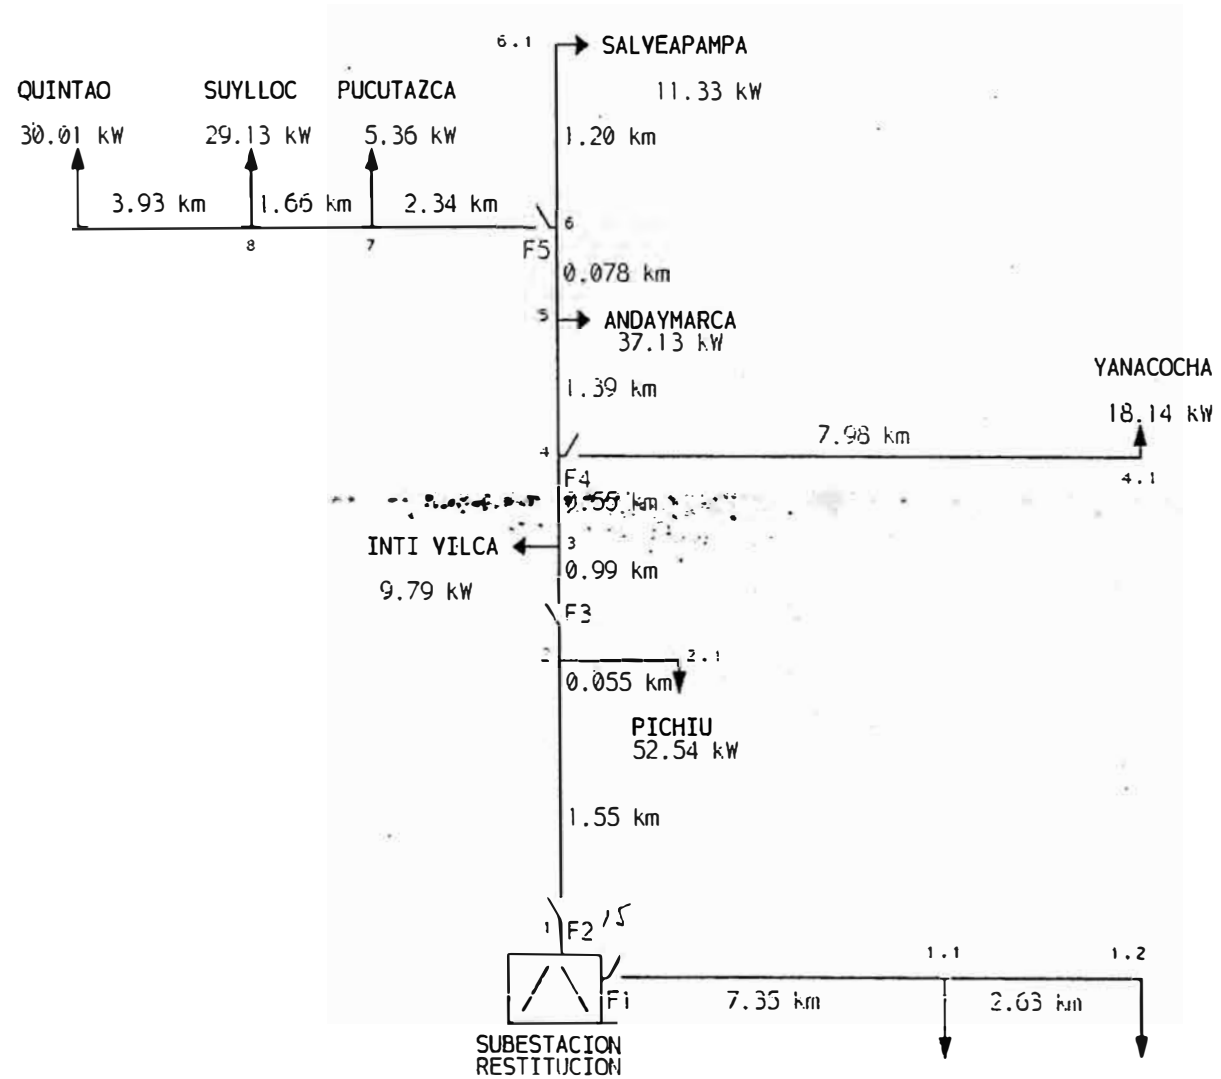 6.1
SALVEAPAMPA
11.33 kW
QUINTAO
SUYLLOC
PUCUTAZCA
30.01 kW
29.13 kW
5.36 kW
1.20 km
3.93 km
1.66 km
2.34 km
6
8
7
F5
0.078 km
5
ANDAYMARCA
37.13 kW
1.39 km
YANACOCHA
18.14 kW
7.98 km
4
F4
4.1
0.55 km
INTI VILCA
3
0.99 km
9.79 kW
F3
2
2.1
0.055 km
PICHIU
52.54 kW
1.55 km
1
F2
15
1.1
1.2
F1
7.35 km
2.63 km
SUBESTACION
RESTITUCION